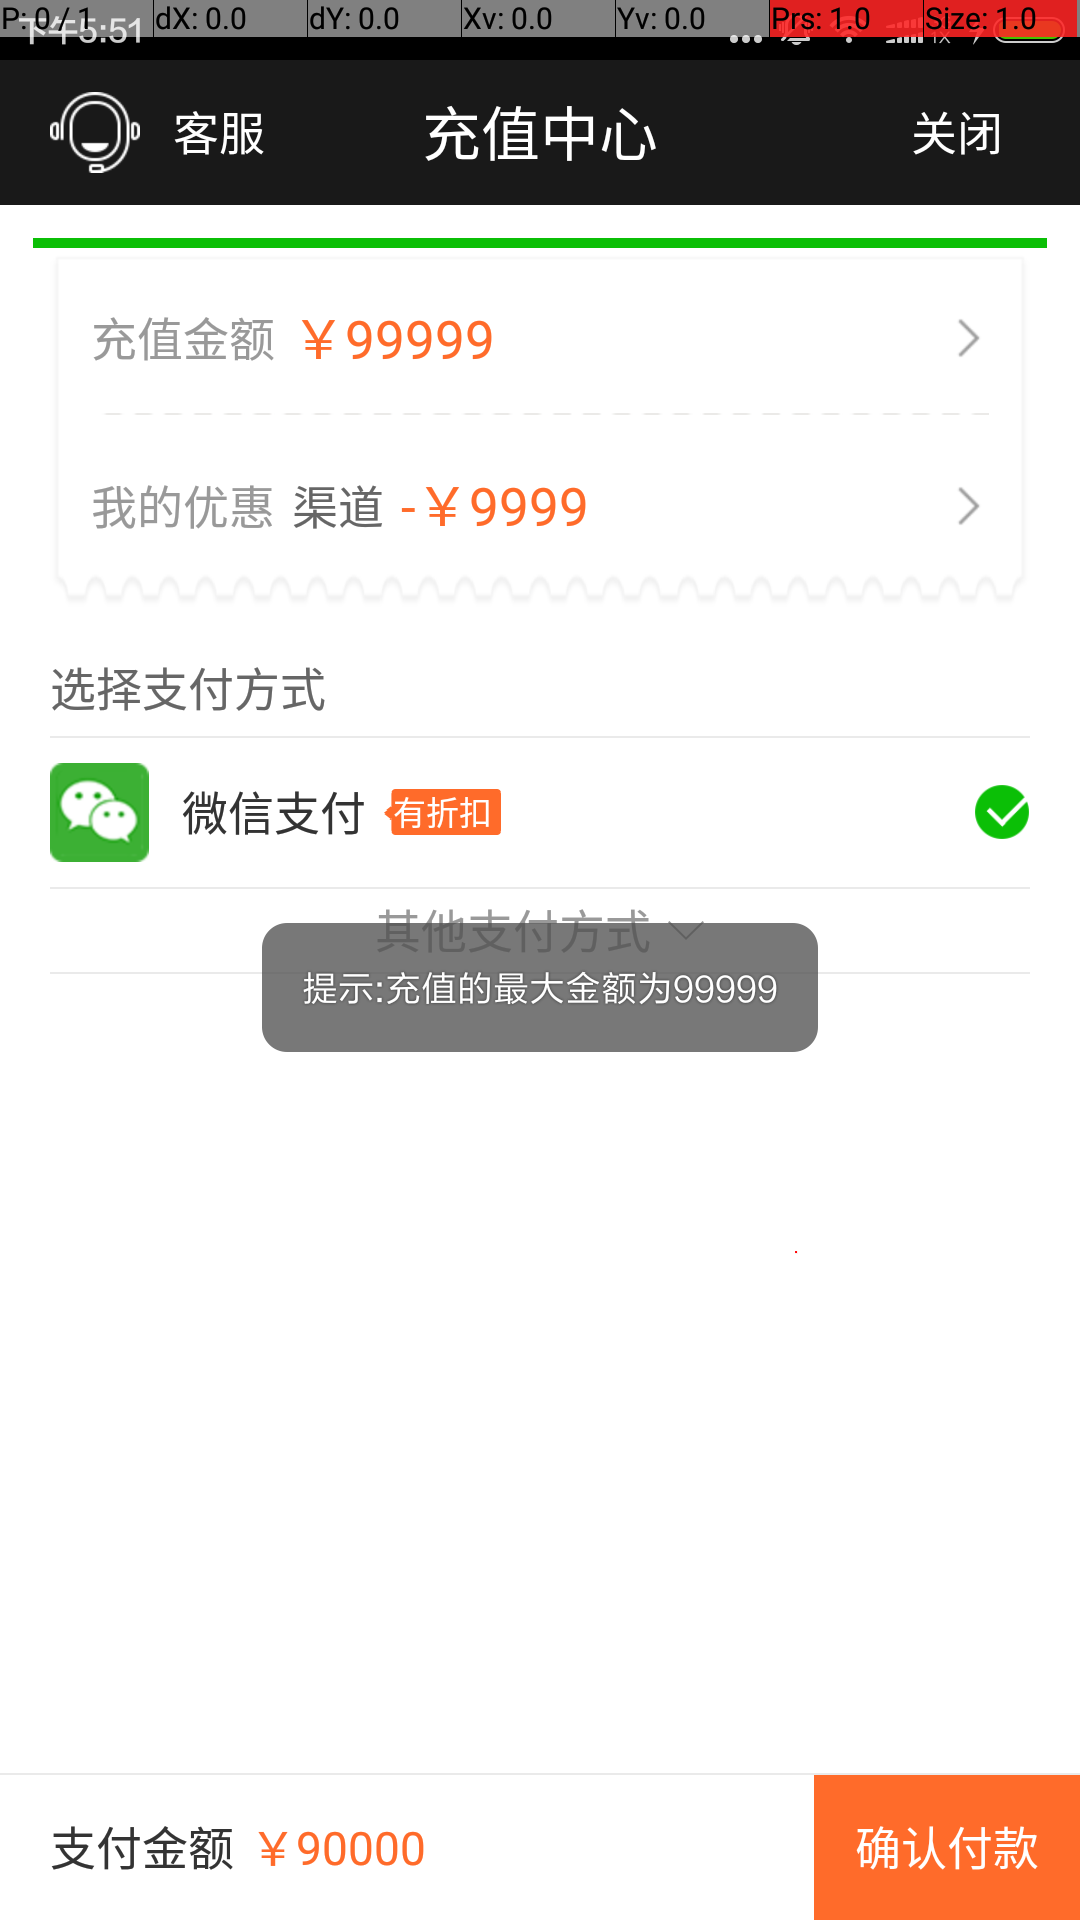 P: 0 / 1 dX: 0.0 dY: 0.0 Xv: 0.0 Yv: 0.0 Prs: 1.0 Size: 1.0
下午5:51 1X
客服 充值中心 关闭
充值金额 ¥99999
我的优惠 渠道 -¥9999
选择支付方式
微信支付 有折扣
其他支付方式
提示:充值的最大金额为99999
支付金额 ¥90000 确认付款